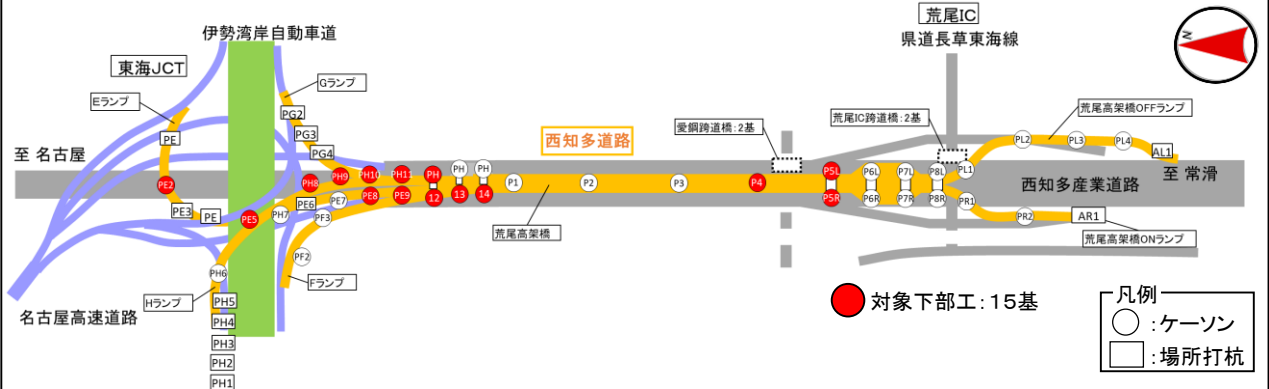 荒尾IC
県道長草東海線
伊勢湾岸自動車道
東海JCT
Gランプ
Eランプ
N
PG2
PG3
PG4
PE
至 名古屋
西知多道路
愛鋼跨道橋:2基
荒尾IC跨道橋:2基
荒尾高架橋OFFランプ
PL2
PL3
PL4
AL1
至 常滑
PE2
PH8
PH9
PH10
PH11
PH
PH
PH
P1
P2
P3
P4
P5L
P6L
P7L
P8L
PL1
PE3
PE
PE5
PH7
PE6
PE7
PE8
PE9
12
13
14
P5R
P6R
P7R
P8R
PR1
西知多産業道路
PF3
PR2
AR1
荒尾高架橋
荒尾高架橋ONランプ
PF2
PH6
Fランプ
Hランプ
PH5
名古屋高速道路
PH4
PH3
PH2
PH1
対象下部工:15基
凡例
:ケーソン
:場所打杭